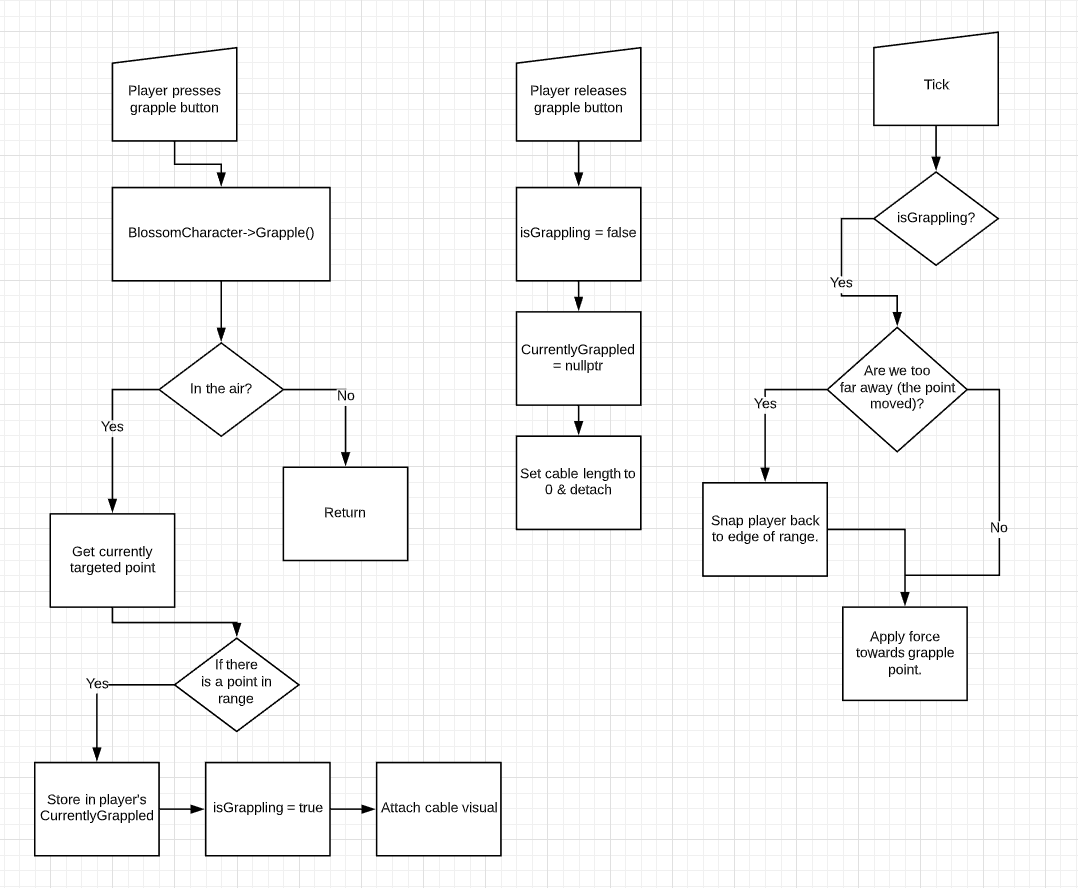 Player presses
grapple button
BlossomCharacter->Grapple()
In the air?
Yes
No
Return
Get currently
targeted point
If there
is a point in
range
Yes
Store in player's
CurrentlyGrappled
isGrappling = true
Attach cable visual
Player releases
grapple button
isGrappling = false
CurrentlyGrappled
= nullptr
Set cable length to
0 & detach
Tick
isGrappling?
Yes
Are we too
far away (the point
moved)?
Yes
No
Snap player back
to edge of range.
Apply force
towards grapple
point.